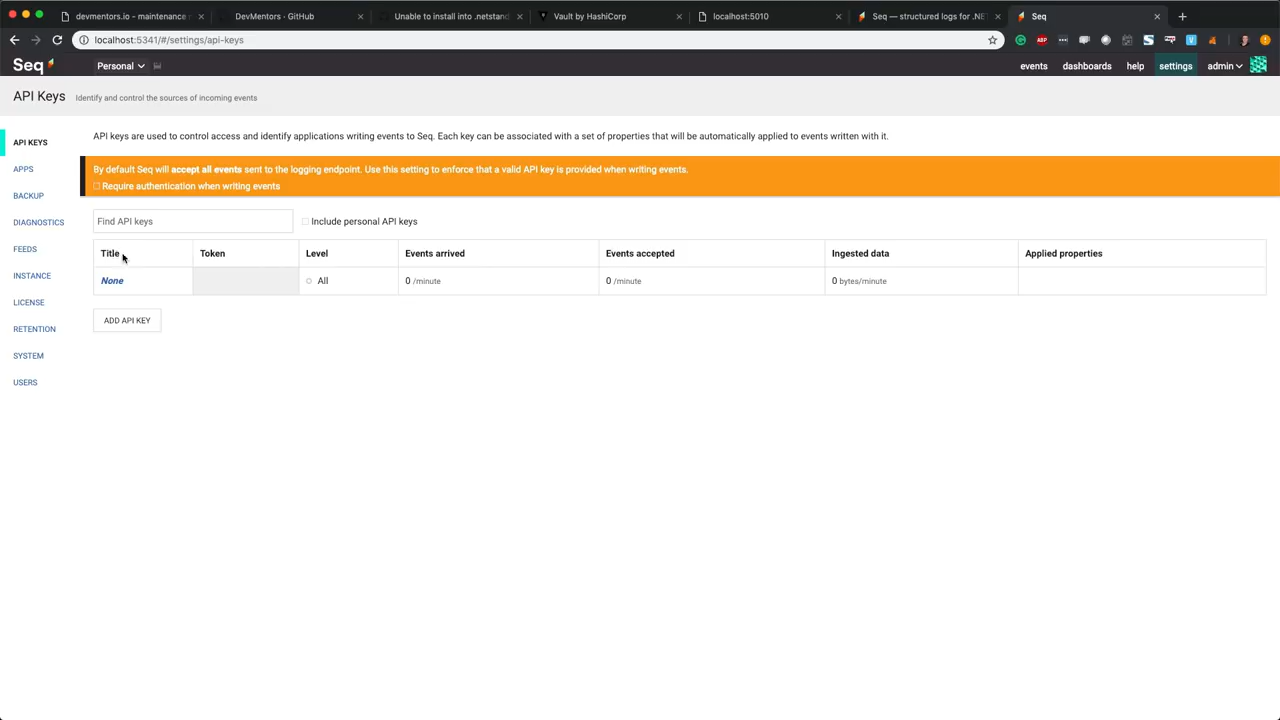 devmentors.io - maintenance
DevMentors · GitHub
Unable to install into .netstand
Vault by HashiCorp
localhost:5010
Seq — structured logs for .NET
Seq
localhost:5341/#/settings/api-keys
Seq
Personal
events
dashboards
help
settings
admin
API Keys
Identify and control the sources of incoming events
API KEYS
APPS
BACKUP
DIAGNOSTICS
FEEDS
INSTANCE
LICENSE
RETENTION
SYSTEM
USERS
API keys are used to control access and identify applications writing events to Seq. Each key can be associated with a set of properties that will be automatically applied to events written with it.
By default Seq will accept all events sent to the logging endpoint. Use this setting to enforce that a valid API key is provided when writing events.
Require authentication when writing events
Find API keys
Include personal API keys
Title Token Level Events arrived Events accepted Ingested data Applied properties
None All 0 /minute 0 /minute 0 bytes/minute
ADD API KEY